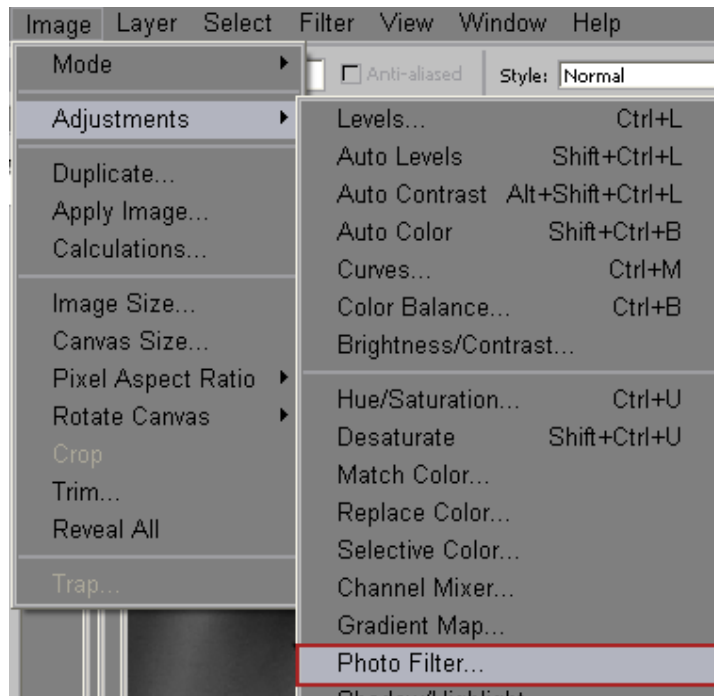 Image Layer Select Filter View Window Help
Anti-aliased Style: Normal
Mode
Adjustments
Duplicate...
Apply Image...
Calculations...
Image Size...
Canvas Size...
Pixel Aspect Ratio
Rotate Canvas
Crop
Trim...
Reveal All
Trap...
Levels... Ctrl+L
Auto Levels Shift+Ctrl+L
Auto Contrast Alt+Shift+Ctrl+L
Auto Color Shift+Ctrl+B
Curves... Ctrl+M
Color Balance... Ctrl+B
Brightness/Contrast...
Hue/Saturation... Ctrl+U
Desaturate Shift+Ctrl+U
Match Color...
Replace Color...
Selective Color...
Channel Mixer...
Gradient Map...
Photo Filter...